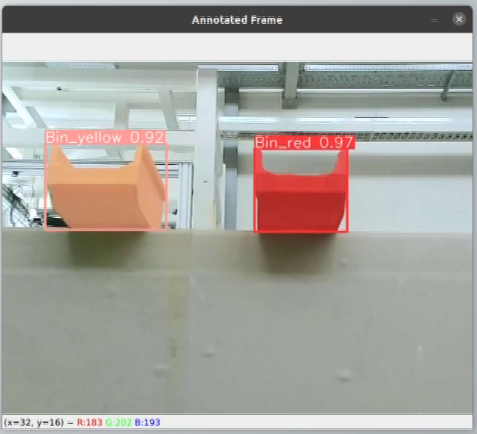 Annotated Frame
Bin_yellow 0.92
Bin_red 0.97
(x=32, y=16) ~ R:183 G:202 B:193